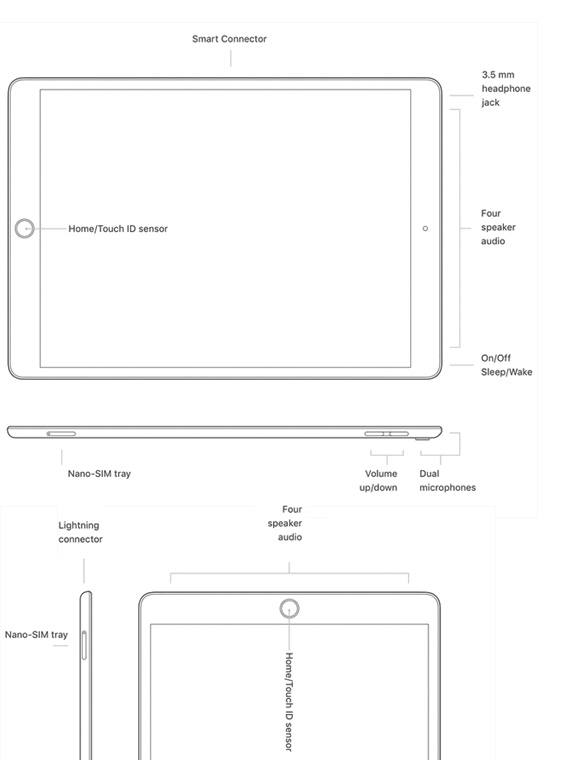 Smart Connector
3.5 mm
headphone
jack
Home/Touch ID sensor
Four
speaker
audio
On/Off
Sleep/Wake
Nano-SIM tray
Volume
up/down
Dual
microphones
Four
speaker
audio
Lightning
connector
Nano-SIM tray
Home/Touch ID sensor